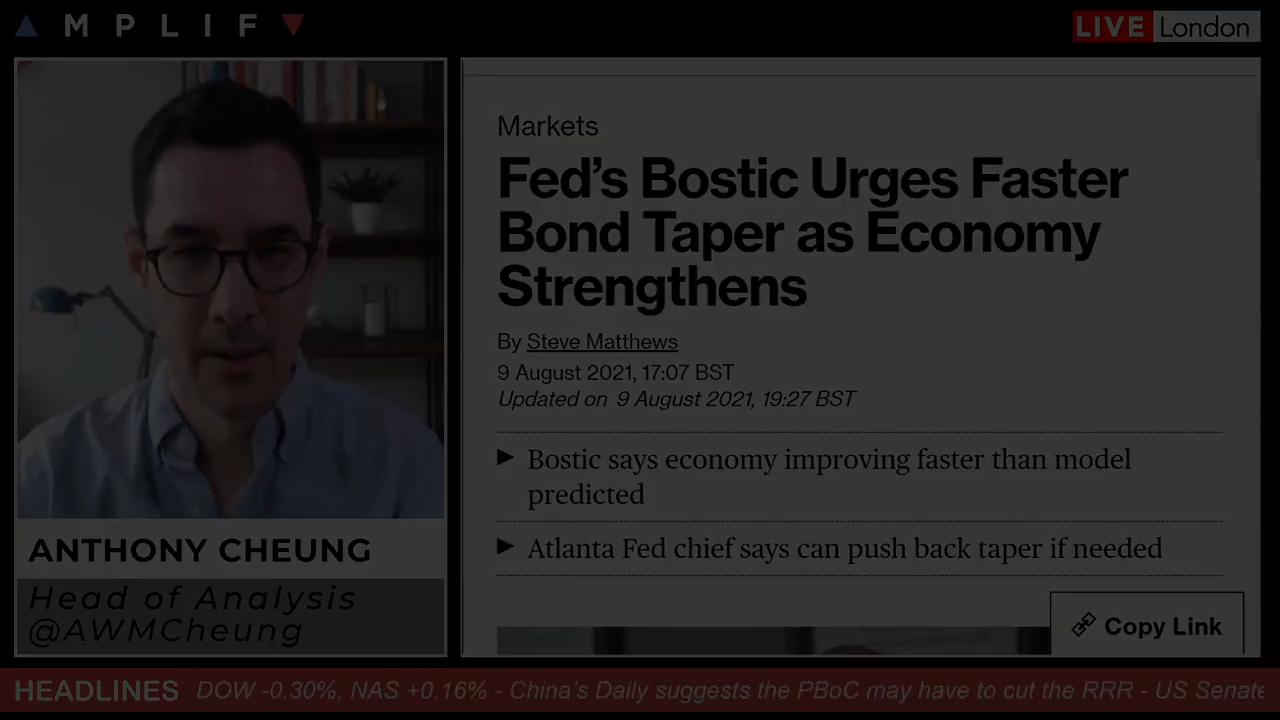 AMPLIFY
LIVE London
Markets
Fed's Bostic Urges Faster
Bond Taper as Economy
Strengthens
By Steve Matthews
9 August 2021, 17:07 BST
Updated on 9 August 2021, 19:27 BST
Bostic says economy improving faster than model
predicted
Atlanta Fed chief says can push back taper if needed
Copy Link
ANTHONY CHEUNG
Head of Analysis
@AWMCheung
HEADLINES DOW -0.30%, NAS +0.16% - China's Daily suggests the PBoC may have to cut the RRR - US Senate